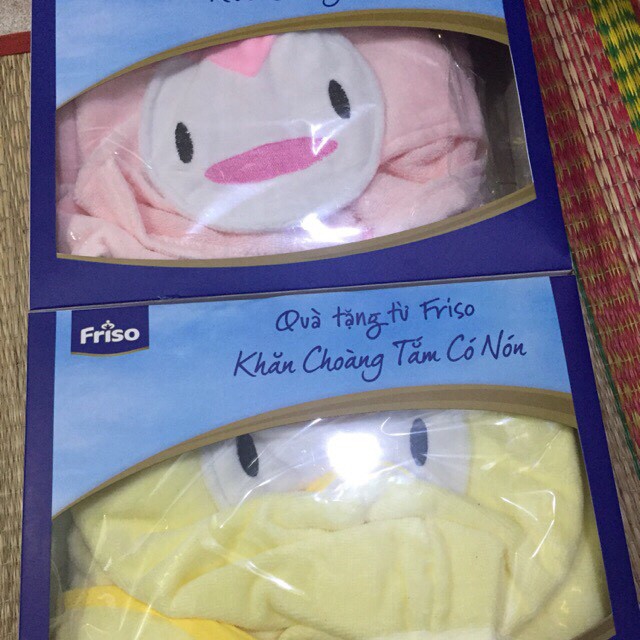 Friso
Quà tặng từ Friso
Khăn Choàng Tắm Có Nón